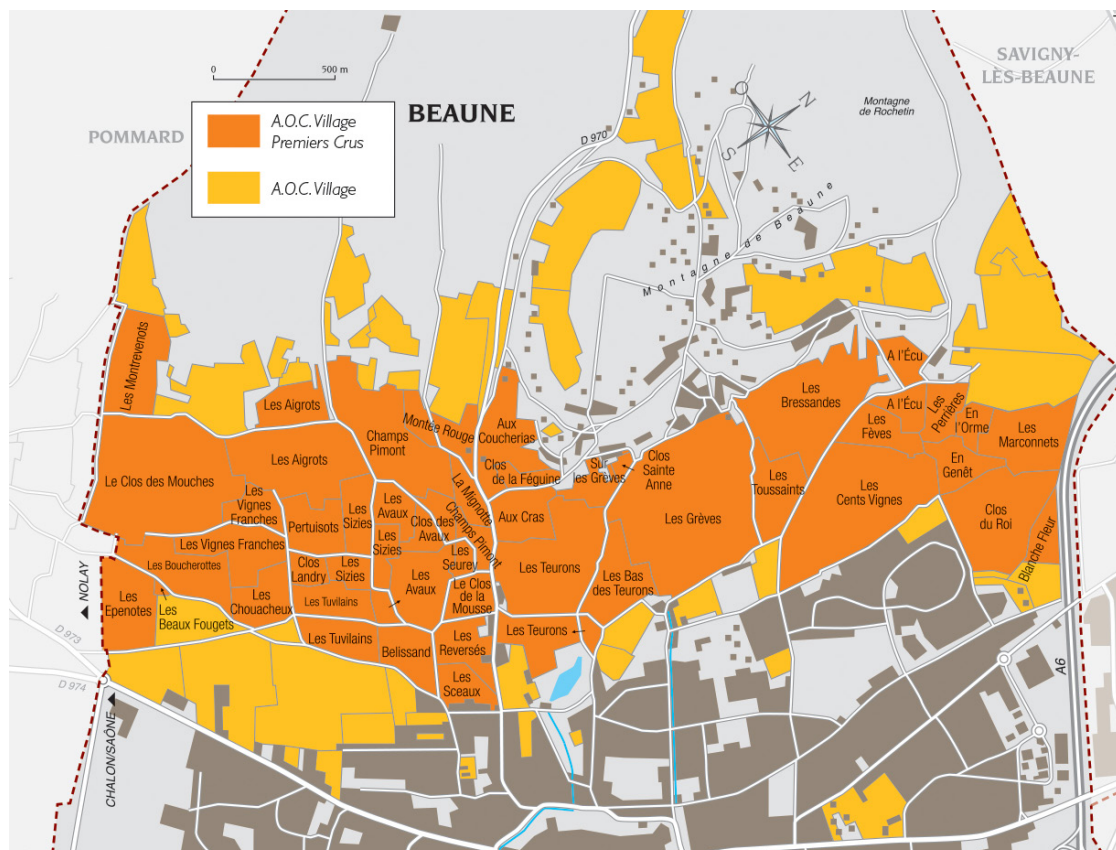 0
500 m
A.O.C. Village
Premiers Crus
A.O.C. Village
BEAUNE
POMMARD
SAVIGNY-
LÈS-BEAUNE
Montagne
de Rochetin
D 970
O
N
S
E
Montagne de Beaune
Les Montrevenots
Les Aigrots
Champs
Pimont
Montée Rouge
Aux
Coucherias
Clos
de la Féguine
Sur
les Grèves
Clos
Sainte
Anne
Les
Bressandes
A l'Écu
A l'Écu
Les
Perrières
En
l'Orme
Les
Marconnets
Les
Fèves
En
Genêt
Le Clos des Mouches
Les Aigrots
Les
Vignes
Franches
Pertuisots
Les
Sizies
Les
Avaux
Clos des
Avaux
La Mignotte
Champs Pimont
Aux Cras
Les Grèves
Les
Toussaints
Les
Cents Vignes
Clos
du Roi
Blanche Fleur
Les Vignes Franches
Les Boucherottes
Clos
Landry
Les
Sizies
Les
Sizies
Les
Seurey
Les
Avaux
Le Clos
de la
Mousse
Les Teurons
Les Bas
des Teurons
Les
Epenotes
Les
Beaux Fougets
Les
Chouacheux
Les Tuvilains
Les Tuvilains
Belissand
Les
Reversés
Les Teurons
Les
Sceaux
NOLAY
D 973
D 974
CHALON/SAÔNE
A6